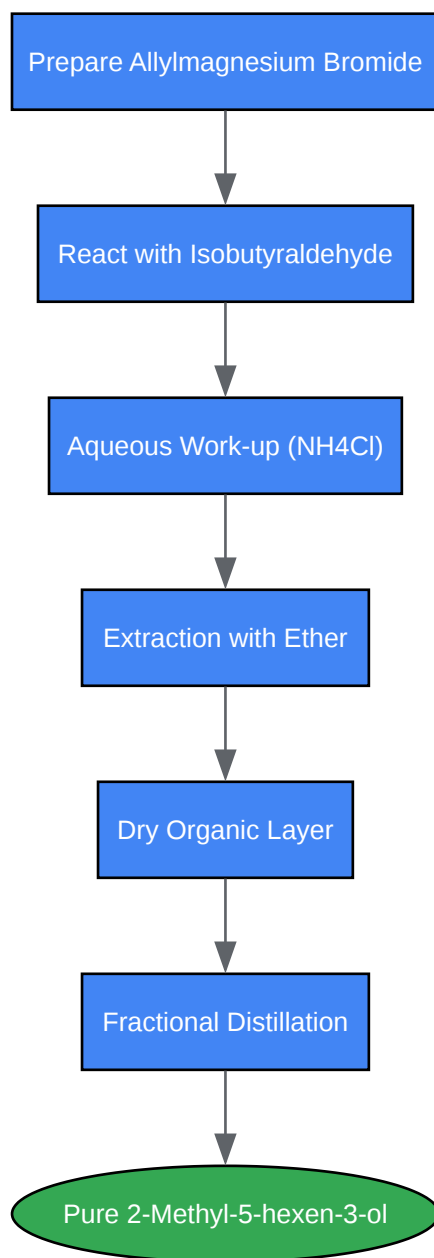 Prepare Allylmagnesium Bromide
React with Isobutyraldehyde
Aqueous Work-up (NH4Cl)
Extraction with Ether
Dry Organic Layer
Fractional Distillation
Pure 2-Methyl-5-hexen-3-ol